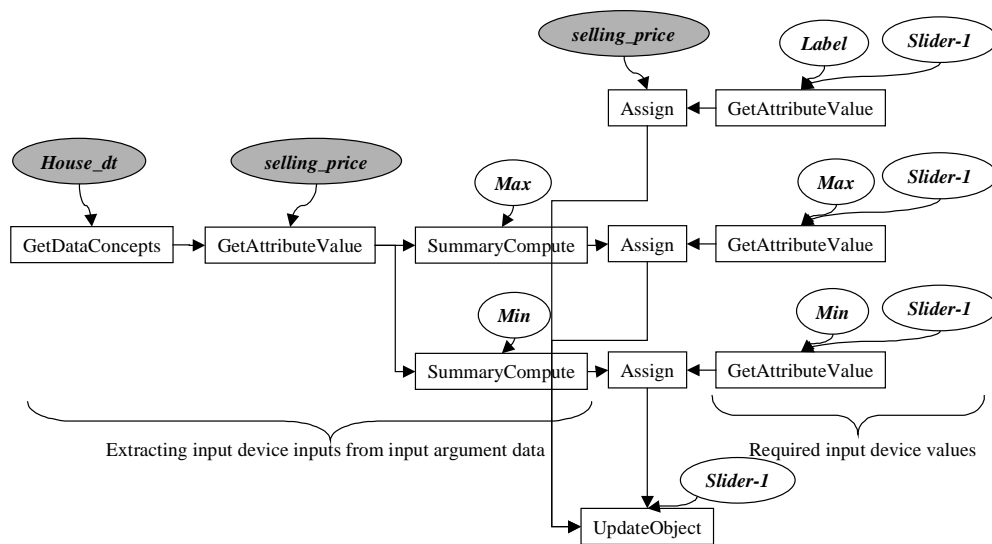 selling_price
Label
Slider-1
Assign
GetAttributeValue
House_dt
selling_price
Max
Max
Slider-1
GetDataConcepts
GetAttributeValue
SummaryCompute
Assign
GetAttributeValue
Min
Min
Slider-1
SummaryCompute
Assign
GetAttributeValue
Extracting input device inputs from input argument data
Required input device values
Slider-1
UpdateObject